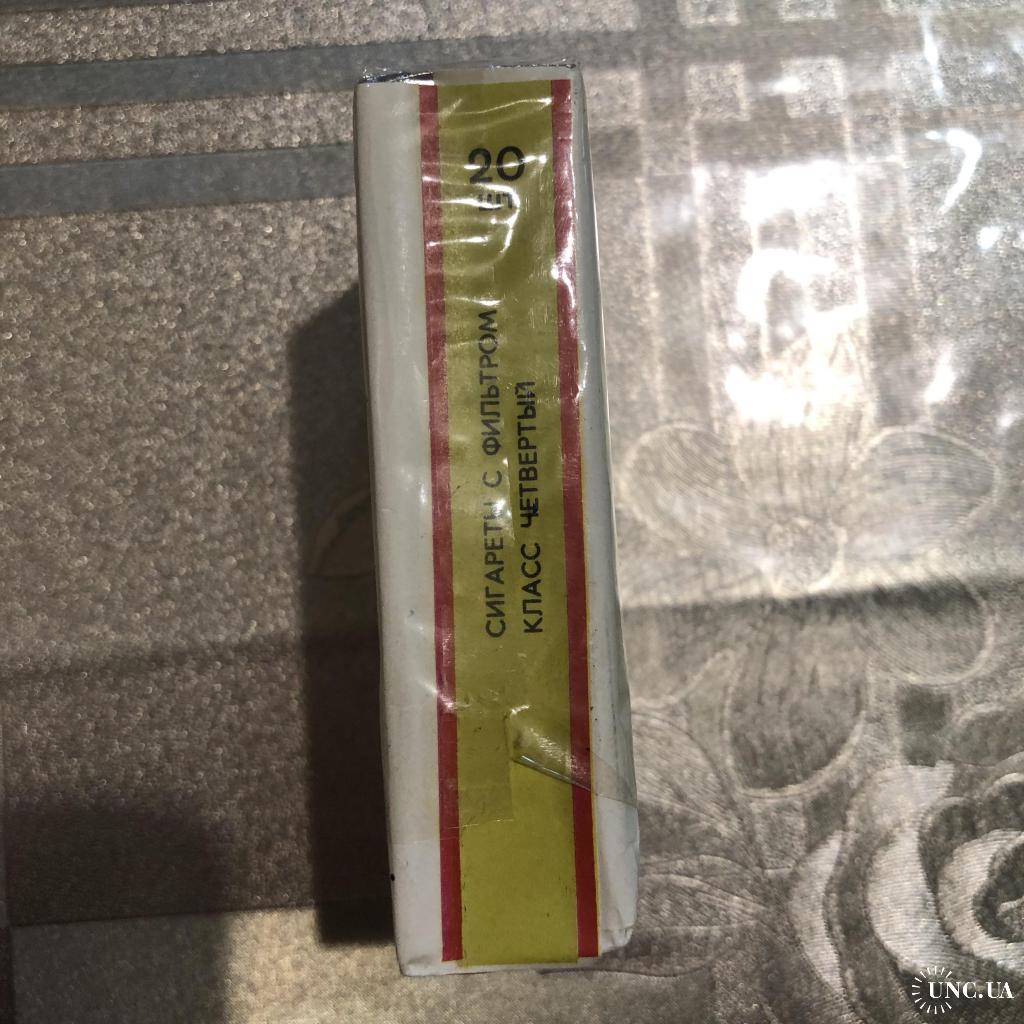 20
ШТ
СИГАРЕТЫ С ФИЛЬТРОМ
КЛАСС ЧЕТВЕРТЫЙ
UNC.UA